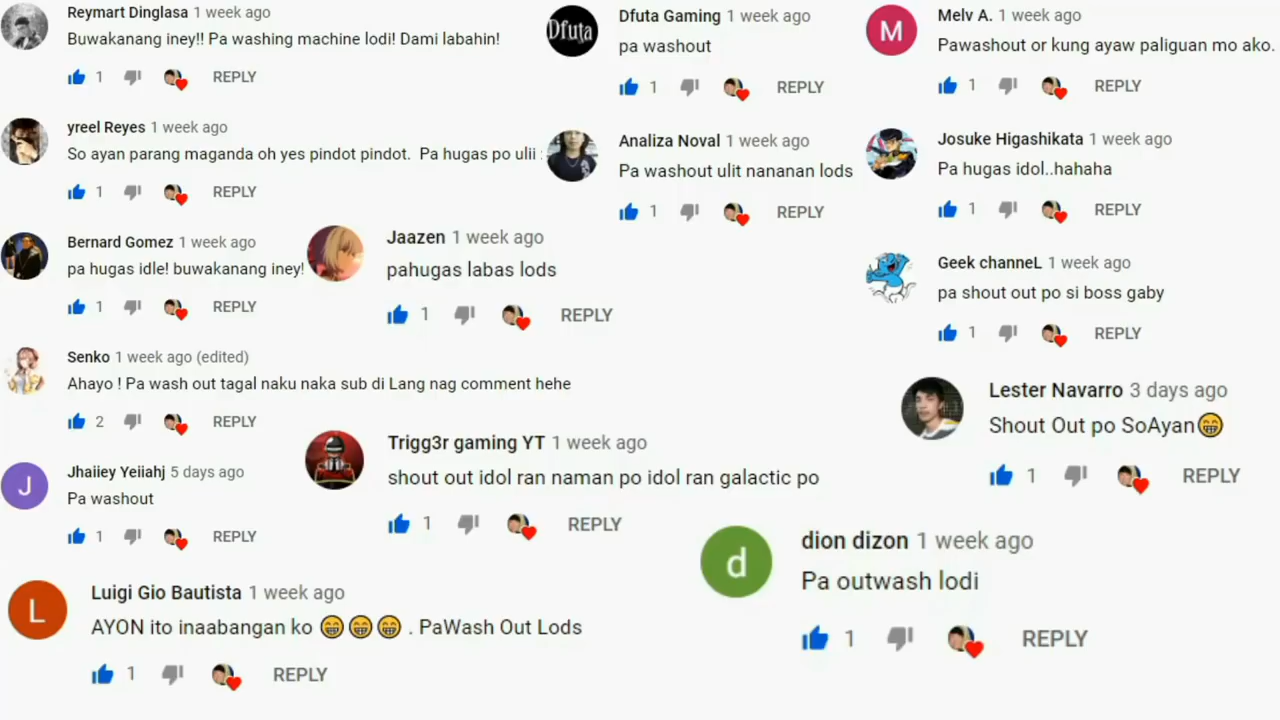 Reymart Dinglasa 1 week ago
Buwakanang iney!! Pa washing machine lodi! Dami labahin!
1 REPLY
yreel Reyes 1 week ago
So ayan parang maganda oh yes pindot pindot. Pa hugas po ulii :
1 REPLY
Bernard Gomez 1 week ago
pa hugas idle! buwakanang iney!
1 REPLY
Senko 1 week ago (edited)
Ahayo ! Pa wash out tagal naku naka sub di Lang nag comment hehe
2 REPLY
Jhaiiey Yeiiahj 5 days ago
J
Pa washout
1 REPLY
L
Luigi Gio Bautista 1 week ago
AYON ito inaabangan ko 😁😁😁 . PaWash Out Lods
1 REPLY
Jaazen 1 week ago
pahugas labas lods
1 REPLY
Trigg3r gaming YT 1 week ago
shout out idol ran naman po idol ran galactic po
1 REPLY
Dfuta
Dfuta Gaming 1 week ago
pa washout
1 REPLY
Analiza Noval 1 week ago
Pa washout ulit nananan lods
1 REPLY
M
Melv A. 1 week ago
Pawashout or kung ayaw paliguan mo ako.
1 REPLY
Josuke Higashikata 1 week ago
Pa hugas idol..hahaha
1 REPLY
Geek channeL 1 week ago
pa shout out po si boss gaby
1 REPLY
Lester Navarro 3 days ago
Shout Out po SoAyan😁
1 REPLY
d
dion dizon 1 week ago
Pa outwash lodi
1 REPLY